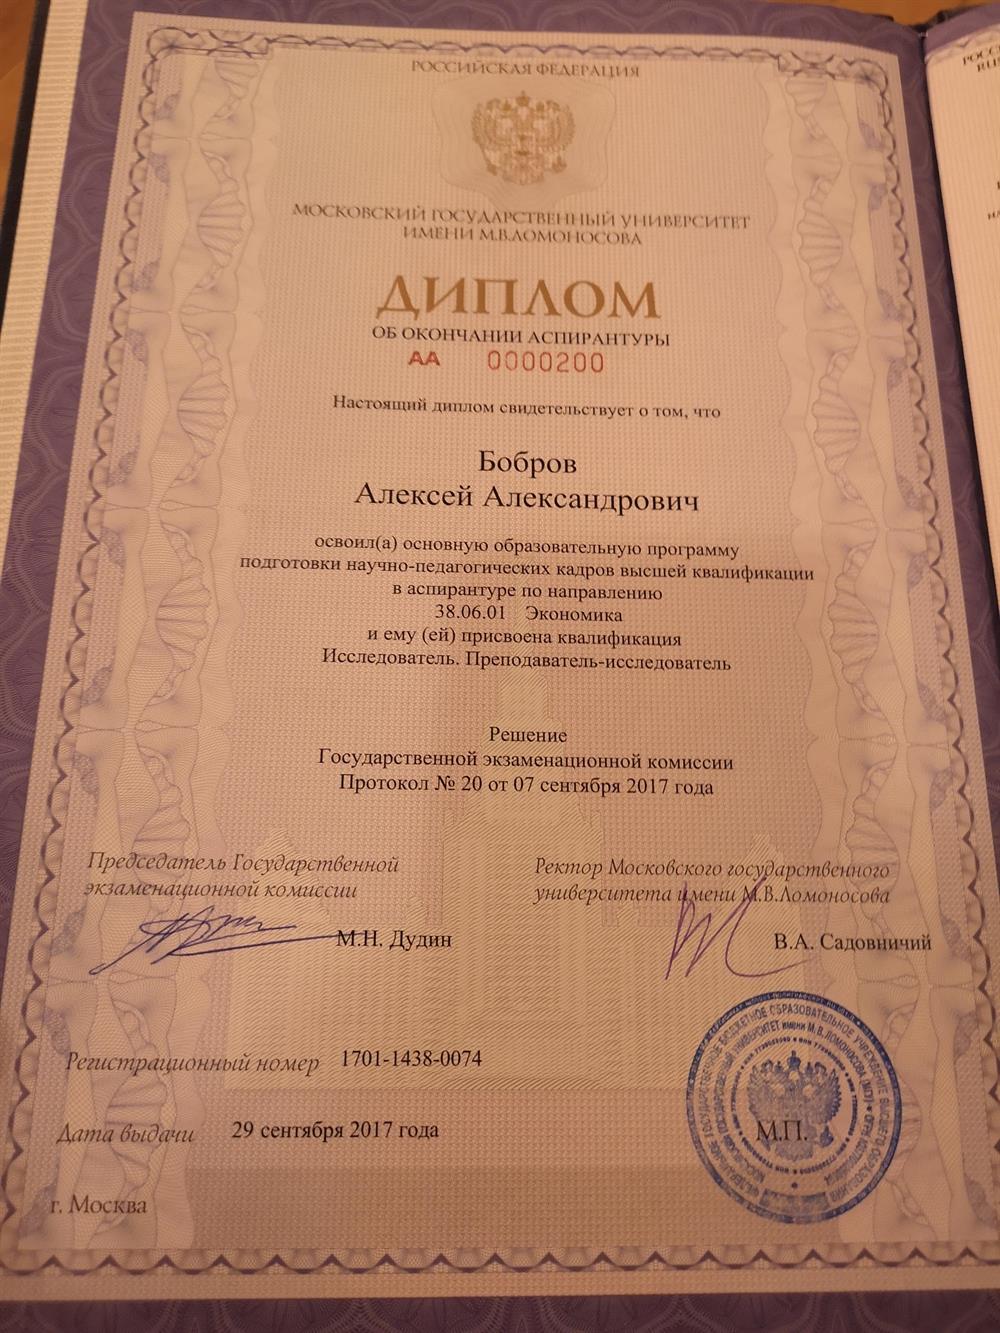 РОССИЙСКАЯ ФЕДЕРАЦИЯ
МОСКОВСКИЙ ГОСУДАРСТВЕННЫЙ УНИВЕРСИТЕТ
ИМЕНИ М.В.ЛОМОНОСОВА
ДИПЛОМ
ОБ ОКОНЧАНИИ АСПИРАНТУРЫ
АА 0000200
Настоящий диплом свидетельствует о том, что
Бобров
Алексей Александрович
освоил(а) основную образовательную программу
подготовки научно-педагогических кадров высшей квалификации
в аспирантуре по направлению
38.06.01 Экономика
и ему (ей) присвоена квалификация
Исследователь. Преподаватель-исследователь
Решение
Государственной экзаменационной комиссии
Протокол № 20 от 07 сентября 2017 года
Председатель Государственной
экзаменационной комиссии
М.Н. Дудин
Ректор Московского государственного
университета имени М.В.Ломоносова
В.А. Садовничий
Регистрационный номер 1701-1438-0074
Дата выдачи 29 сентября 2017 года
М.П.
г. Москва